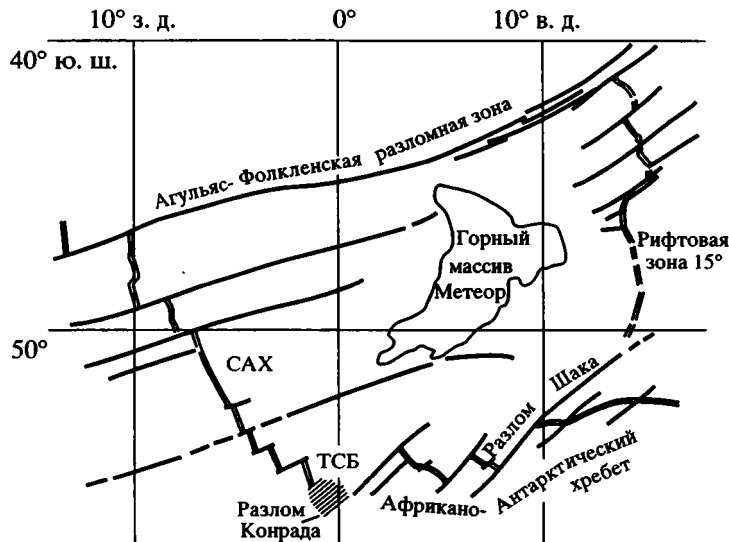 10° з. д.
0°
10° в. д.
40° ю. ш.
Агульяс-Фолкленская разломная зона
Горный
массив
Метеор
Рифтовая
зона 15°
50°
САХ
Разлом Шака
ТСБ
Разлом
Конрада
Африкано-
Антарктический
хребет